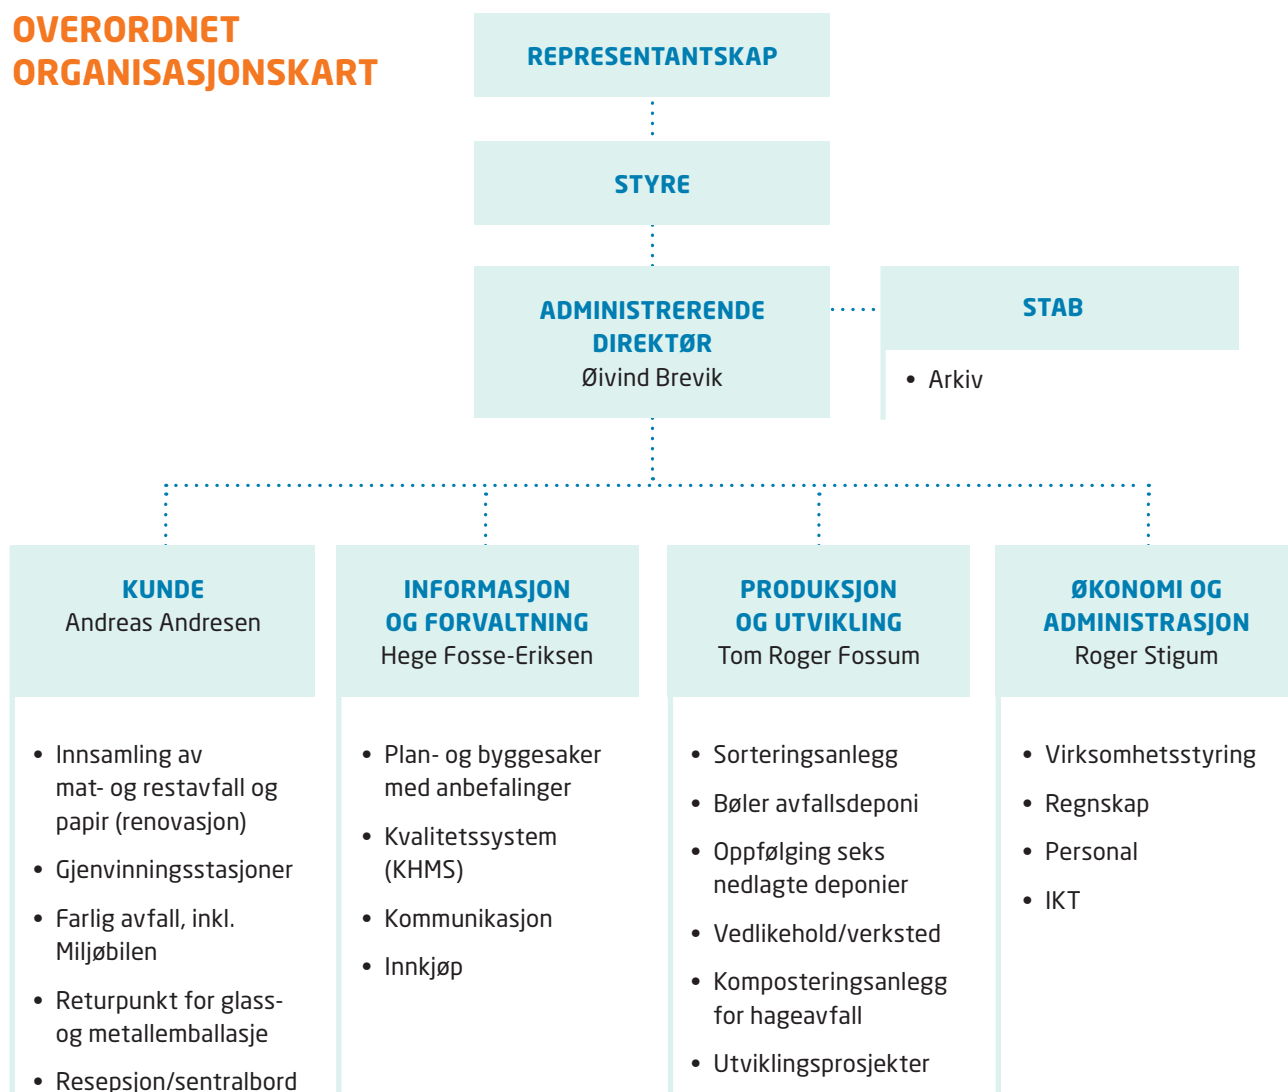 OVERORDNET
ORGANISASJONSKART
REPRESENTANTSKAP
STYRE
ADMINISTRERENDE
DIREKTØR
Øivind Brevik
STAB
• Arkiv
KUNDE
Andreas Andresen
• Innsamling av
mat- og restavfall og
papir (renovasjon)
• Gjenvinningsstasjoner
• Farlig avfall, inkl.
Miljøbilen
• Returpunkt for glass-
og metallemballasje
• Resepsjon/sentralbord
INFORMASJON
OG FORVALTNING
Hege Fosse-Eriksen
• Plan- og byggesaker
med anbefalinger
• Kvalitetssystem
(KHMS)
• Kommunikasjon
• Innkjøp
PRODUKSJON
OG UTVIKLING
Tom Roger Fossum
• Sorteringsanlegg
• Bøler avfallsdeponi
• Oppfølging seks
nedlagte deponier
• Vedlikehold/verksted
• Komposteringsanlegg
for hageavfall
• Utviklingsprosjekter
ØKONOMI OG
ADMINISTRASJON
Roger Stigum
• Virksomhetsstyring
• Regnskap
• Personal
• IKT